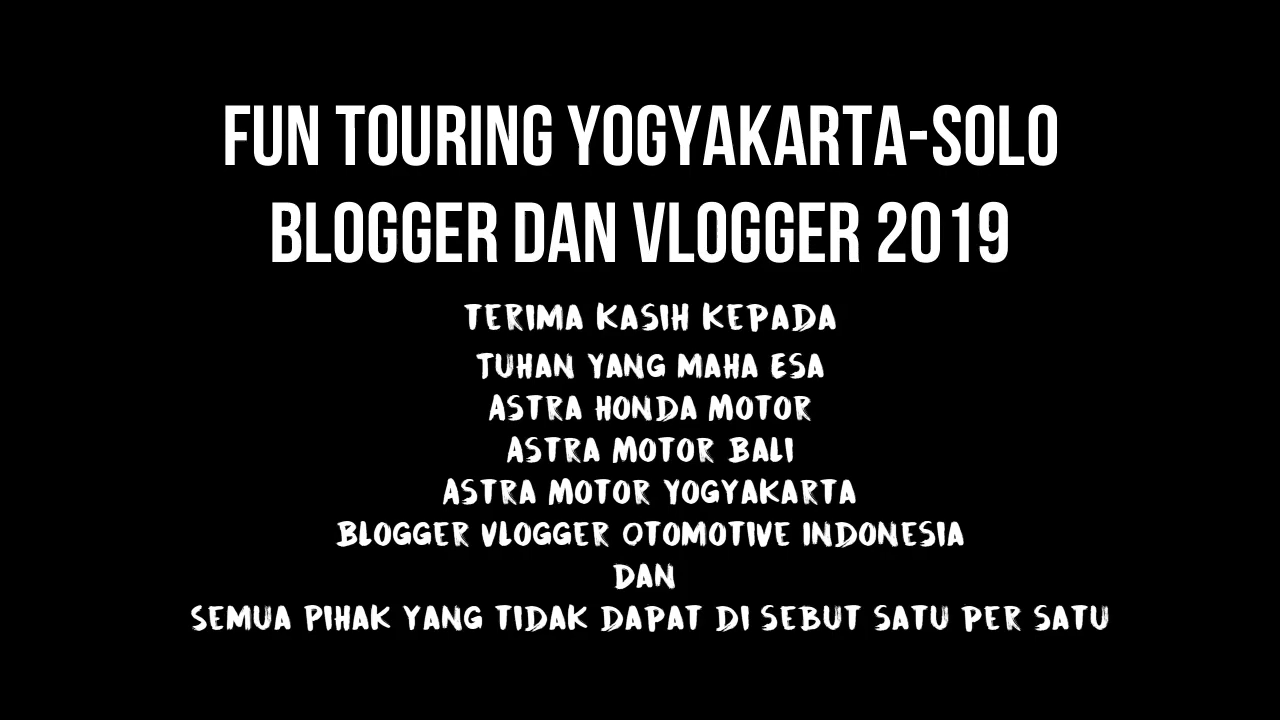 FUN TOURING YOGYAKARTA-SOLO
BLOGGER DAN VLOGGER 2019
TERIMA KASIH KEPADA
TUHAN YANG MAHA ESA
ASTRA HONDA MOTOR
ASTRA MOTOR BALI
ASTRA MOTOR YOGYAKARTA
BLOGGER VLOGGER OTOMOTIVE INDONESIA
DAN
SEMUA PIHAK YANG TIDAK DAPAT DI SEBUT SATU PER SATU